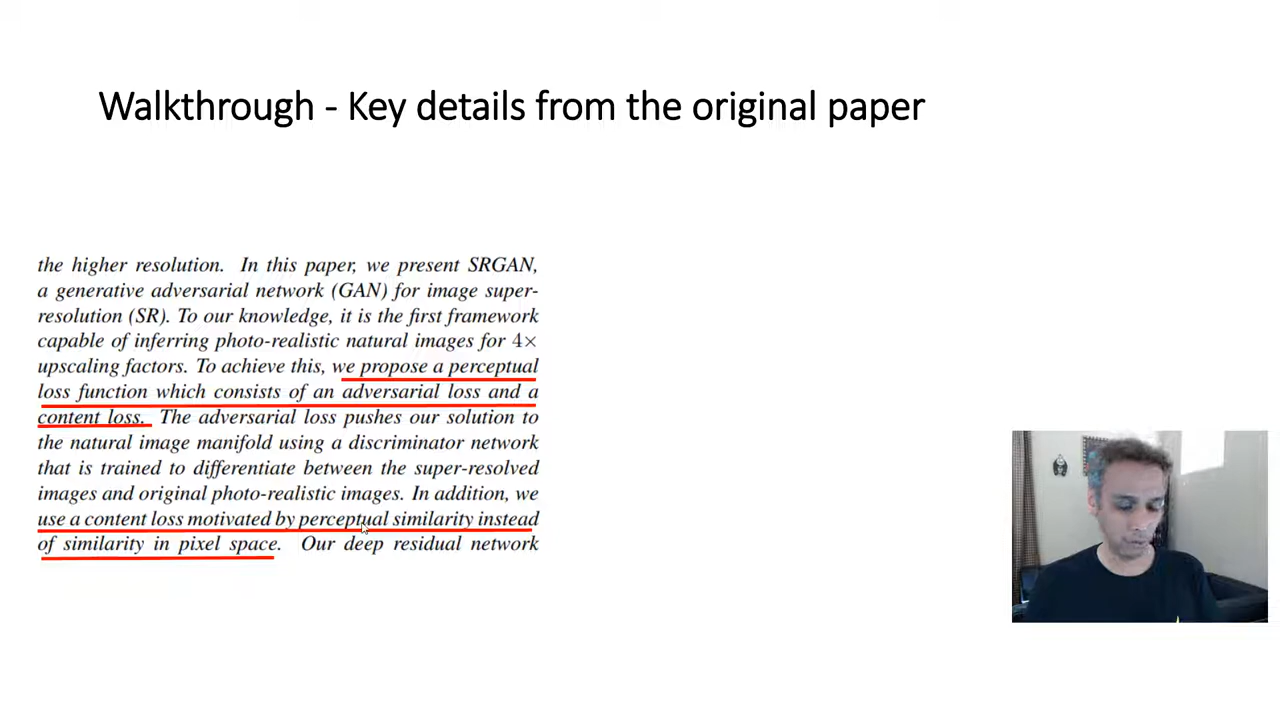 Walkthrough - Key details from the original paper
the higher resolution. In this paper, we present SRGAN,
a generative adversarial network (GAN) for image super-
resolution (SR). To our knowledge, it is the first framework
capable of inferring photo-realistic natural images for 4×
upscaling factors. To achieve this, we propose a perceptual
loss function which consists of an adversarial loss and a
content loss. The adversarial loss pushes our solution to
the natural image manifold using a discriminator network
that is trained to differentiate between the super-resolved
images and original photo-realistic images. In addition, we
use a content loss motivated by perceptual similarity instead
of similarity in pixel space. Our deep residual network